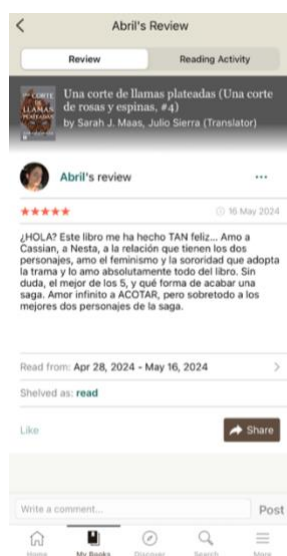 Abril's Review
Review
Reading Activity
Una corte de llamas plateadas (Una corte
de rosas y espinas, #4)
by Sarah J. Maas, Julio Sierra (Translator)
Abril's review
16 May 2024
¿HOLA? Este libro me ha hecho TAN feliz... Amo a
Cassian, a Nesta, a la relación que tienen los dos
personajes, amo el feminismo y la sororidad que adopta
la trama y lo amo absolutamente todo del libro. Sin
duda, el mejor de los 5, y qué forma de acabar una
saga. Amor infinito a ACOTAR, pero sobretodo a los
mejores dos personajes de la saga.
Read from: Apr 28, 2024 - May 16, 2024
Shelved as: read
Like
Share
Write a comment...
Post
Home
My Books
Discover
Search
More